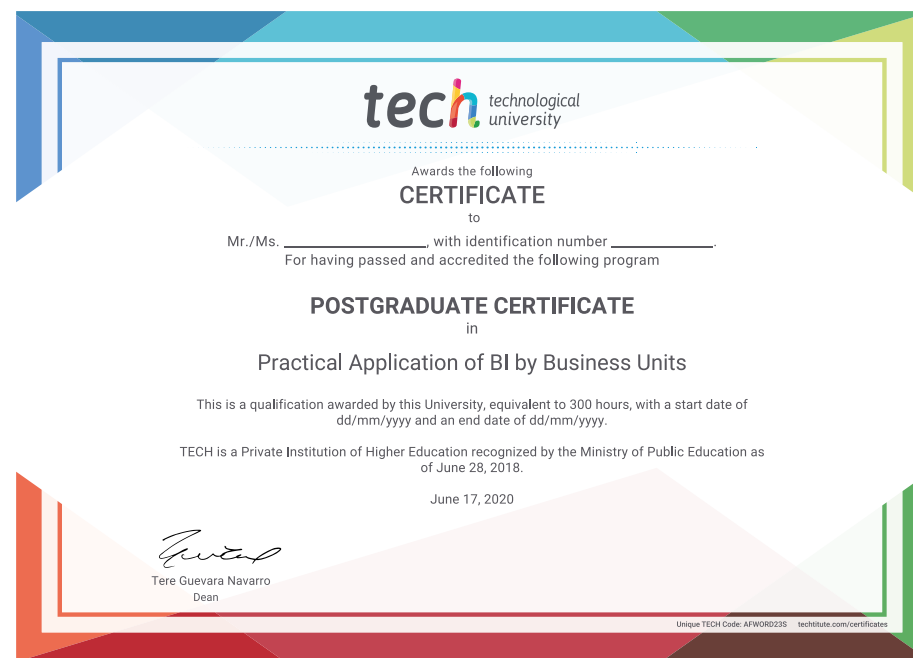 tech technological
university
Awards the following
CERTIFICATE
to
Mr./Ms. ____________, with identification number ____________.
For having passed and accredited the following program
POSTGRADUATE CERTIFICATE
in
Practical Application of BI by Business Units
This is a qualification awarded by this University, equivalent to 300 hours, with a start date of
dd/mm/yyyy and an end date of dd/mm/yyyy.
TECH is a Private Institution of Higher Education recognized by the Ministry of Public Education as
of June 28, 2018.
June 17, 2020
Tere Guevara Navarro
Dean
Unique TECH Code: AFWORD23S techtitute.com/certificates